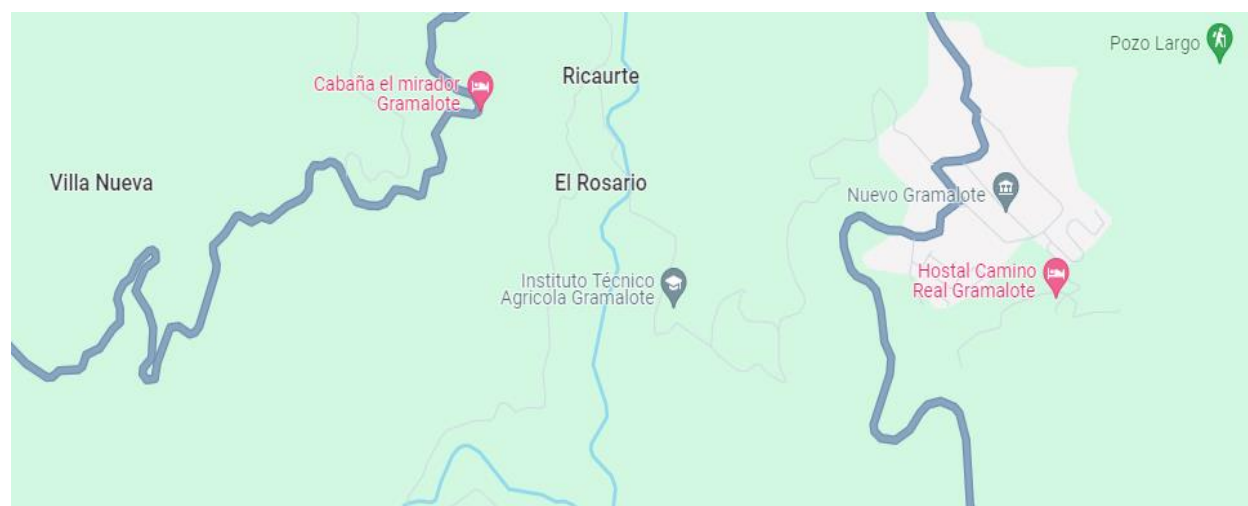 Pozo Largo
Ricaurte
Cabaña el mirador
Gramalote
Villa Nueva
El Rosario
Nuevo Gramalote
Hostal Camino
Real Gramalote
Instituto Técnico
Agricola Gramalote